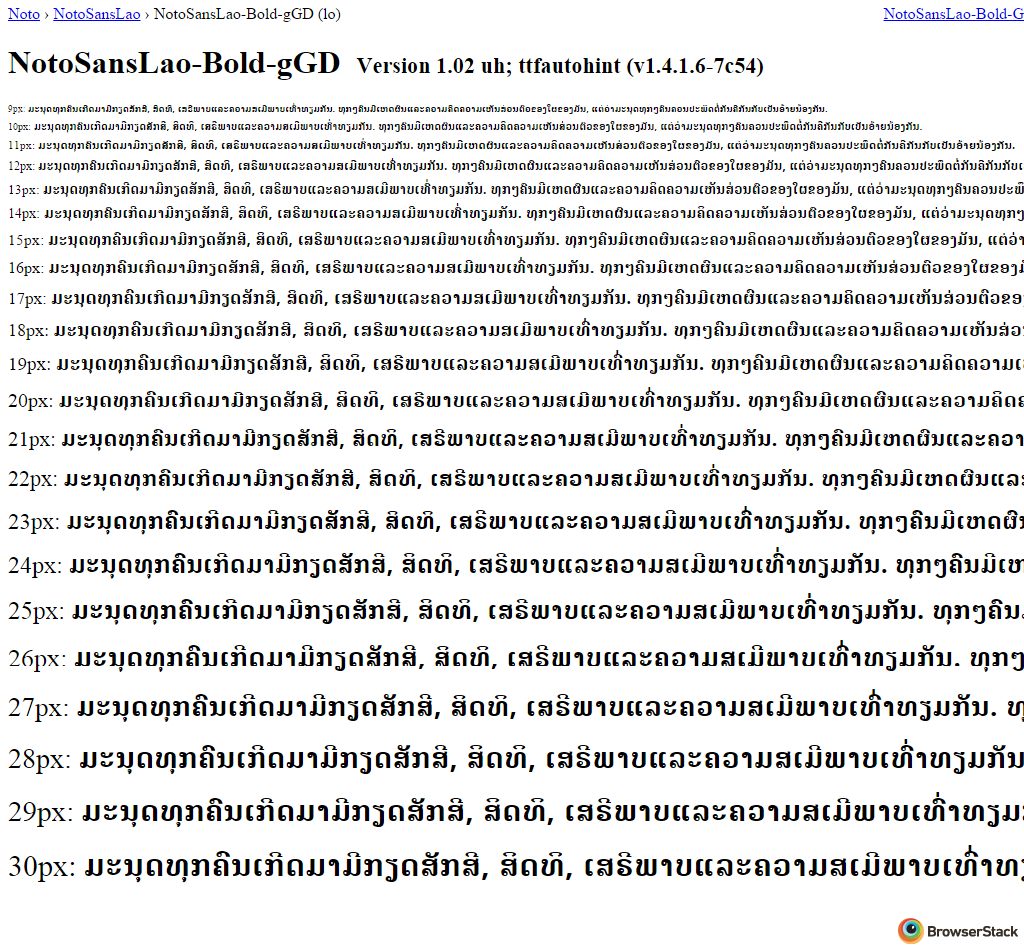 Noto › NotoSansLao › NotoSansLao-Bold-gGD (lo)
NotoSansLao-Bold-G
NotoSansLao-Bold-gGD Version 1.02 uh; ttfautohint (v1.4.1.6-7c54)
9px: ມະນຸດທຸກຄົນເກີດມາມີກຽດສັກສີ, ສິດທິ, ເສຣີພາບແລະຄວາມສເມີພາບເທົ່າທຽມກັນ. ທຸກໆຄົນມີເຫດຜົນແລະຄວາມຄິດຄວາມເຫັນສ່ວນຕົວຂອງໃຜຂອງມັນ, ແຕ່ວ່າມະນຸດທຸກໆຄົນຄວນປະພຶດຕໍ່ກັນຄືກັນກັບເປັນອ້າຍນ້ອງກັນ.
10px: ມະນຸດທຸກຄົນເກີດມາມີກຽດສັກສີ, ສິດທິ, ເສຣີພາບແລະຄວາມສເມີພາບເທົ່າທຽມກັນ. ທຸກໆຄົນມີເຫດຜົນແລະຄວາມຄິດຄວາມເຫັນສ່ວນຕົວຂອງໃຜຂອງມັນ, ແຕ່ວ່າມະນຸດທຸກໆຄົນຄວນປະພຶດຕໍ່ກັນຄືກັນກັບເປັນອ້າຍນ້ອງກັນ.
11px: ມະນຸດທຸກຄົນເກີດມາມີກຽດສັກສີ, ສິດທິ, ເສຣີພາບແລະຄວາມສເມີພາບເທົ່າທຽມກັນ. ທຸກໆຄົນມີເຫດຜົນແລະຄວາມຄິດຄວາມເຫັນສ່ວນຕົວຂອງໃຜຂອງມັນ, ແຕ່ວ່າມະນຸດທຸກໆຄົນຄວນປະພຶດຕໍ່ກັນຄືກັນກັບເປັນອ້າຍນ້ອງກັນ.
12px: ມະນຸດທຸກຄົນເກີດມາມີກຽດສັກສີ, ສິດທິ, ເສຣີພາບແລະຄວາມສເມີພາບເທົ່າທຽມກັນ. ທຸກໆຄົນມີເຫດຜົນແລະຄວາມຄິດຄວາມເຫັນສ່ວນຕົວຂອງໃຜຂອງມັນ, ແຕ່ວ່າມະນຸດທຸກໆຄົນຄວນປະພຶດຕໍ່ກັນຄືກັນກັບເ
13px: ມະນຸດທຸກຄົນເກີດມາມີກຽດສັກສີ, ສິດທິ, ເສຣີພາບແລະຄວາມສເມີພາບເທົ່າທຽມກັນ. ທຸກໆຄົນມີເຫດຜົນແລະຄວາມຄິດຄວາມເຫັນສ່ວນຕົວຂອງໃຜຂອງມັນ, ແຕ່ວ່າມະນຸດທຸກໆຄົນຄວນປະພຶ
14px: ມະນຸດທຸກຄົນເກີດມາມີກຽດສັກສີ, ສິດທິ, ເສຣີພາບແລະຄວາມສເມີພາບເທົ່າທຽມກັນ. ທຸກໆຄົນມີເຫດຜົນແລະຄວາມຄິດຄວາມເຫັນສ່ວນຕົວຂອງໃຜຂອງມັນ, ແຕ່ວ່າມະນຸດທຸກໆ
15px: ມະນຸດທຸກຄົນເກີດມາມີກຽດສັກສີ, ສິດທິ, ເສຣີພາບແລະຄວາມສເມີພາບເທົ່າທຽມກັນ. ທຸກໆຄົນມີເຫດຜົນແລະຄວາມຄິດຄວາມເຫັນສ່ວນຕົວຂອງໃຜຂອງມັນ, ແຕ່ວ່
16px: ມະນຸດທຸກຄົນເກີດມາມີກຽດສັກສີ, ສິດທິ, ເສຣີພາບແລະຄວາມສເມີພາບເທົ່າທຽມກັນ. ທຸກໆຄົນມີເຫດຜົນແລະຄວາມຄິດຄວາມເຫັນສ່ວນຕົວຂອງໃຜຂອງມັ
17px: ມະນຸດທຸກຄົນເກີດມາມີກຽດສັກສີ, ສິດທິ, ເສຣີພາບແລະຄວາມສເມີພາບເທົ່າທຽມກັນ. ທຸກໆຄົນມີເຫດຜົນແລະຄວາມຄິດຄວາມເຫັນສ່ວນຕົວຂອ
18px: ມະນຸດທຸກຄົນເກີດມາມີກຽດສັກສີ, ສິດທິ, ເສຣີພາບແລະຄວາມສເມີພາບເທົ່າທຽມກັນ. ທຸກໆຄົນມີເຫດຜົນແລະຄວາມຄິດຄວາມເຫັນສ່ວ
19px: ມະນຸດທຸກຄົນເກີດມາມີກຽດສັກສີ, ສິດທິ, ເສຣີພາບແລະຄວາມສເມີພາບເທົ່າທຽມກັນ. ທຸກໆຄົນມີເຫດຜົນແລະຄວາມຄິດຄວາມເ
20px: ມະນຸດທຸກຄົນເກີດມາມີກຽດສັກສີ, ສິດທິ, ເສຣີພາບແລະຄວາມສເມີພາບເທົ່າທຽມກັນ. ທຸກໆຄົນມີເຫດຜົນແລະຄວາມຄິດຄ
21px: ມະນຸດທຸກຄົນເກີດມາມີກຽດສັກສີ, ສິດທິ, ເສຣີພາບແລະຄວາມສເມີພາບເທົ່າທຽມກັນ. ທຸກໆຄົນມີເຫດຜົນແລະຄວາ
22px: ມະນຸດທຸກຄົນເກີດມາມີກຽດສັກສີ, ສິດທິ, ເສຣີພາບແລະຄວາມສເມີພາບເທົ່າທຽມກັນ. ທຸກໆຄົນມີເຫດຜົນແລະ
23px: ມະນຸດທຸກຄົນເກີດມາມີກຽດສັກສີ, ສິດທິ, ເສຣີພາບແລະຄວາມສເມີພາບເທົ່າທຽມກັນ. ທຸກໆຄົນມີເຫດຜົນ
24px: ມະນຸດທຸກຄົນເກີດມາມີກຽດສັກສີ, ສິດທິ, ເສຣີພາບແລະຄວາມສເມີພາບເທົ່າທຽມກັນ. ທຸກໆຄົນມີເຫ
25px: ມະນຸດທຸກຄົນເກີດມາມີກຽດສັກສີ, ສິດທິ, ເສຣີພາບແລະຄວາມສເມີພາບເທົ່າທຽມກັນ. ທຸກໆຄົນ
26px: ມະນຸດທຸກຄົນເກີດມາມີກຽດສັກສີ, ສິດທິ, ເສຣີພາບແລະຄວາມສເມີພາບເທົ່າທຽມກັນ. ທຸກໆ
27px: ມະນຸດທຸກຄົນເກີດມາມີກຽດສັກສີ, ສິດທິ, ເສຣີພາບແລະຄວາມສເມີພາບເທົ່າທຽມກັນ. ທຸ
28px: ມະນຸດທຸກຄົນເກີດມາມີກຽດສັກສີ, ສິດທິ, ເສຣີພາບແລະຄວາມສເມີພາບເທົ່າທຽມກັນ
29px: ມະນຸດທຸກຄົນເກີດມາມີກຽດສັກສີ, ສິດທິ, ເສຣີພາບແລະຄວາມສເມີພາບເທົ່າທຽມ
30px: ມະນຸດທຸກຄົນເກີດມາມີກຽດສັກສີ, ສິດທິ, ເສຣີພາບແລະຄວາມສເມີພາບເທົ່າທຽ
BrowserStack